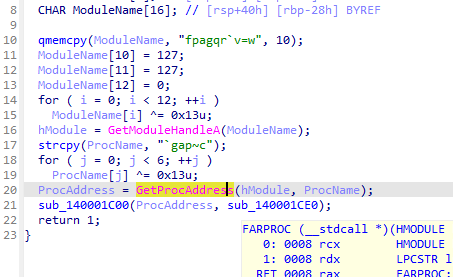 8 CHAR ModuleName[16]; // [rsp+40h] [rbp-28h] BYREF
9
10 qmemcpy(ModuleName, "fpagqr`v=w", 10);
11 ModuleName[10] = 127;
12 ModuleName[11] = 127;
13 ModuleName[12] = 0;
14 for ( i = 0; i < 12; ++i )
15 ModuleName[i] ^= 0x13u;
16 hModule = GetModuleHandleA(ModuleName);
17 strcpy(ProcName, "`gap~c");
18 for ( j = 0; j < 6; ++j )
19 ProcName[j] ^= 0x13u;
20 ProcAddress = GetProcAddress(hModule, ProcName);
21 sub_140001C00(ProcAddress, sub_140001CE0);
22 return 1;
23 }
FARPROC (__stdcall *)(HMODULE
0: 0008 rcx HMODULE
1: 0008 rdx LPCSTR l
RET 0008 rax FARPROC;